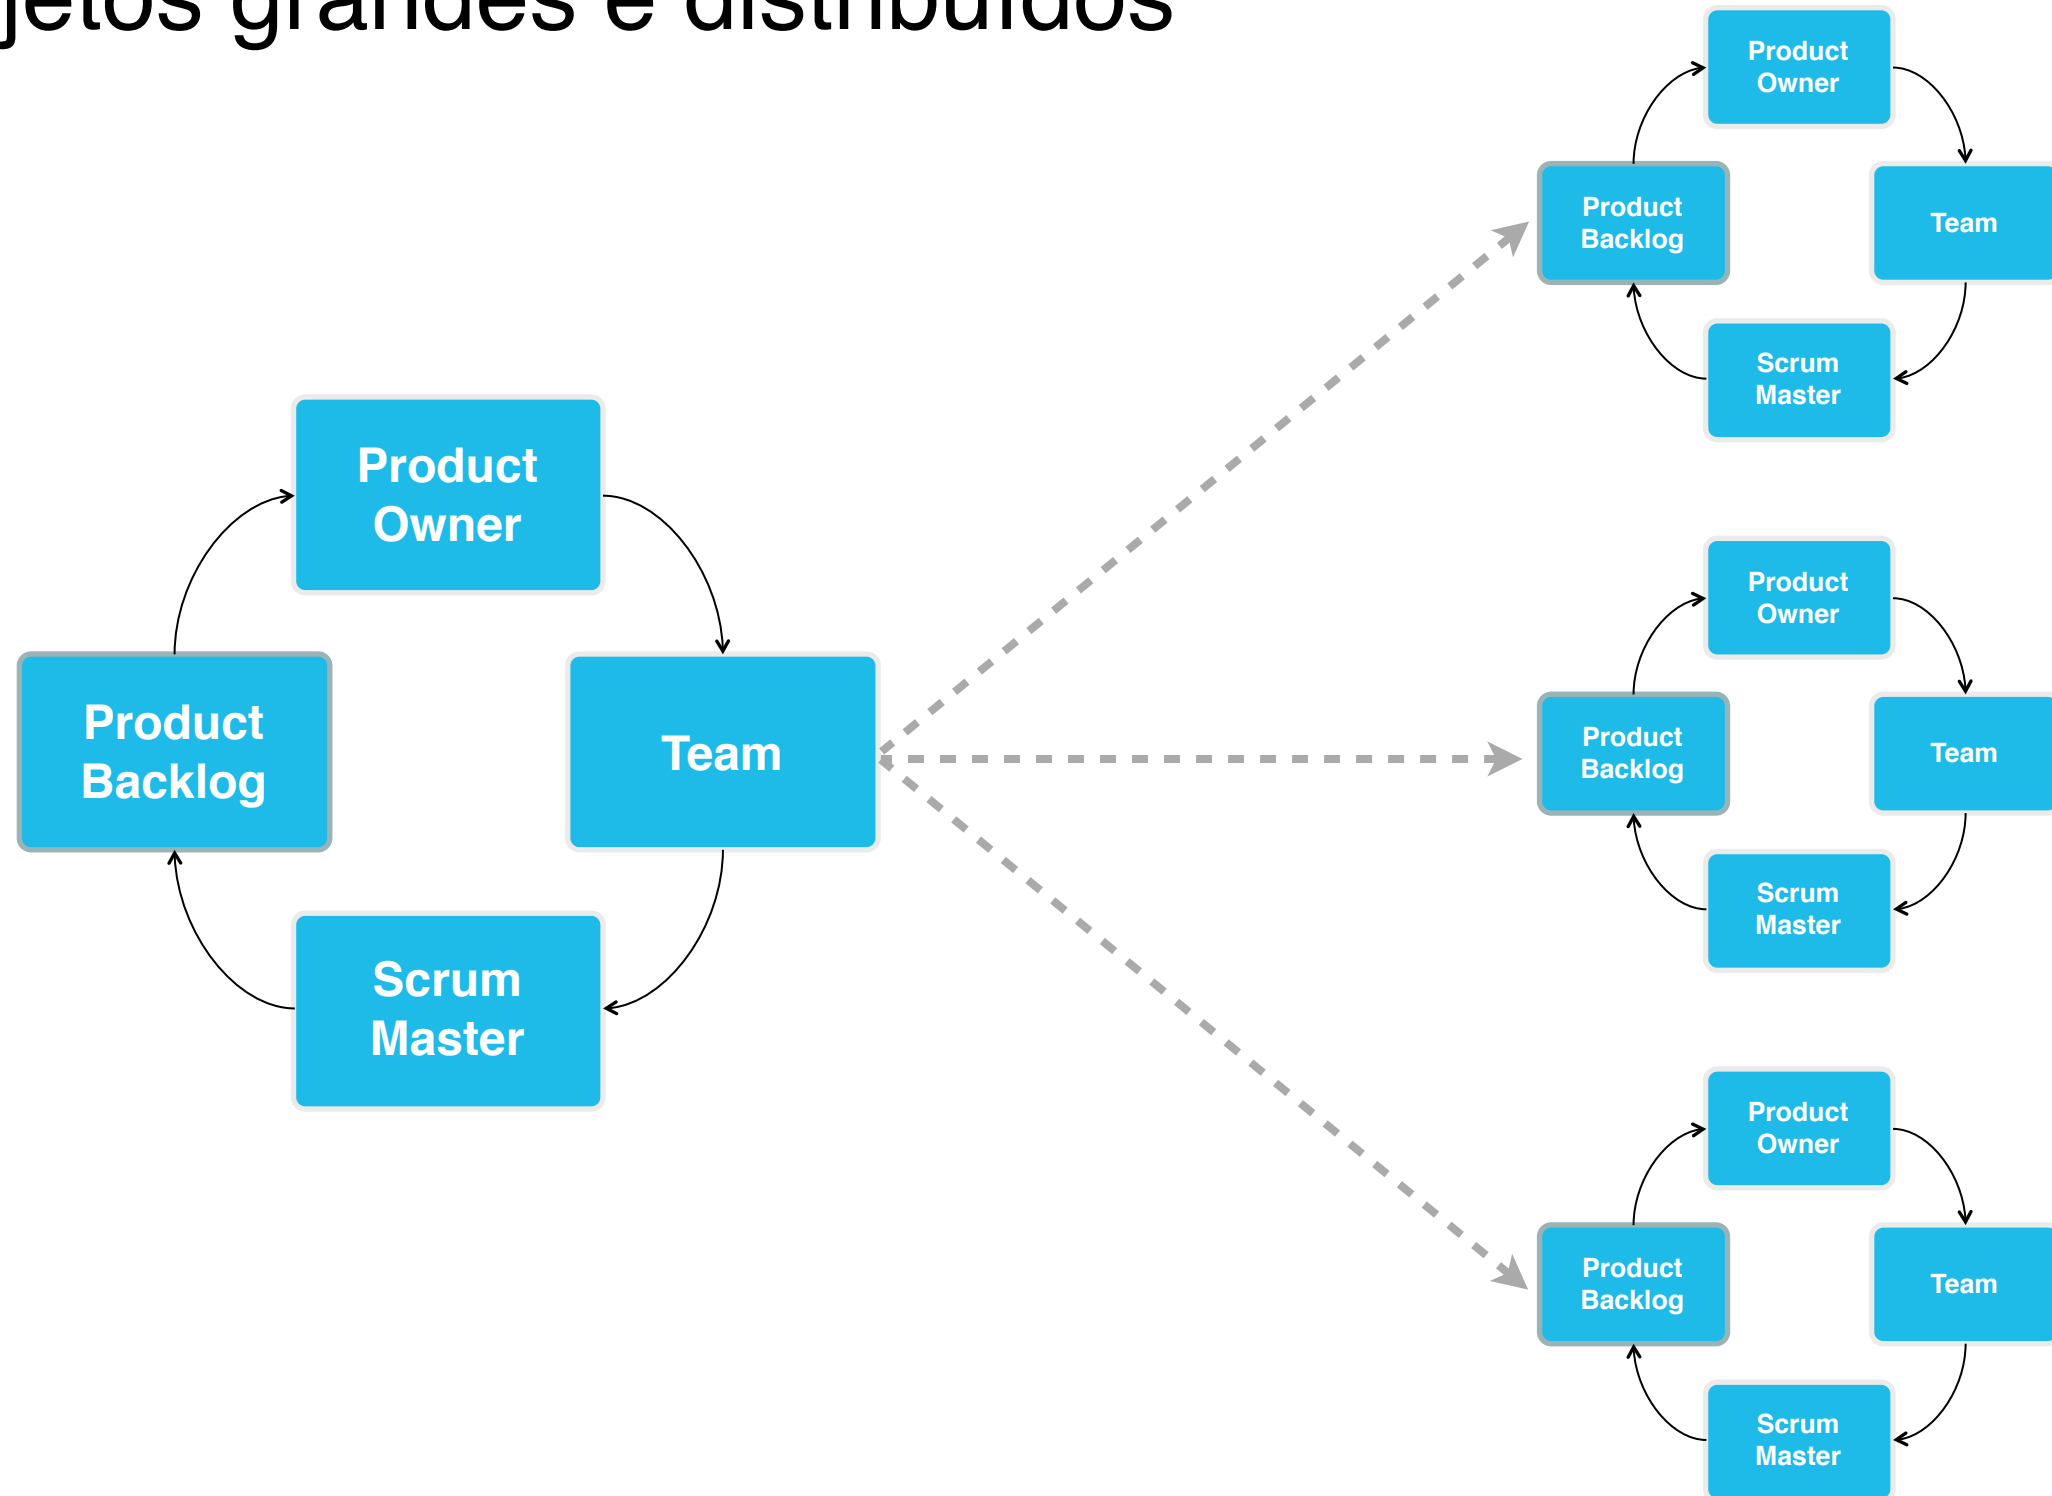 jetos grandes e distribuídos
Product
Owner
Product
Backlog
Team
Scrum
Master
Product
Owner
Product
Backlog
Team
Scrum
Master
Product
Owner
Product
Backlog
Team
Scrum
Master
Product
Owner
Product
Backlog
Team
Scrum
Master